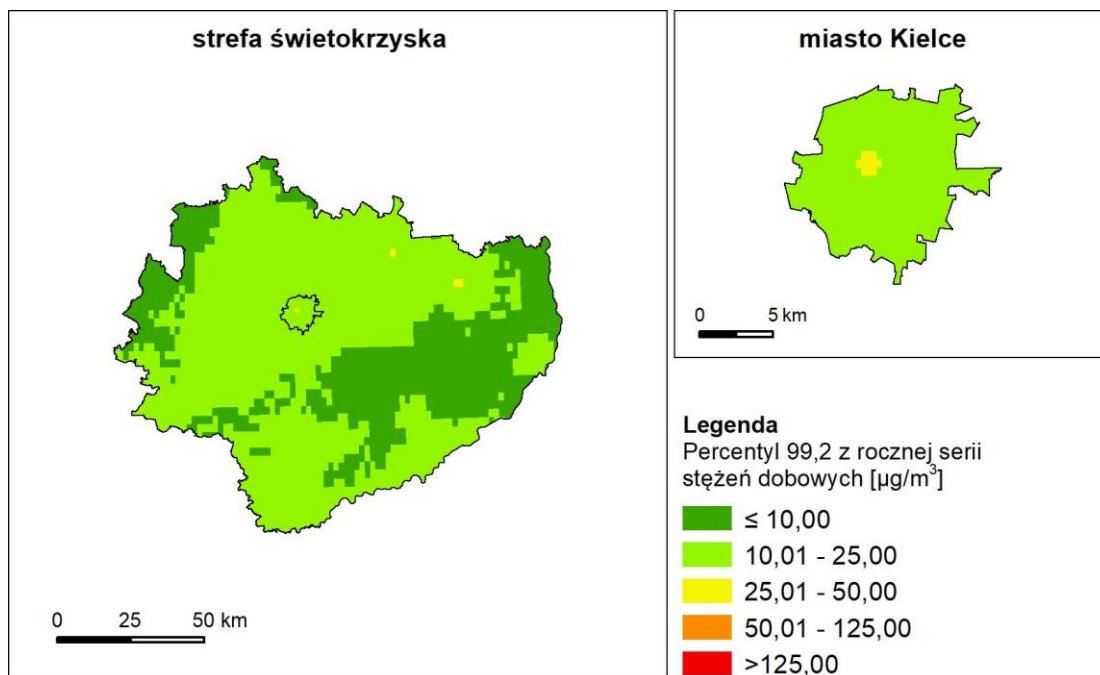 strefa świetokrzyska
0 25 50 km
miasto Kielce
0 5 km
Legenda
Percentyl 99,2 z rocznej serii
stężeń dobowych [µg/m³]
≤ 10,00
10,01 - 25,00
25,01 - 50,00
50,01 - 125,00
>125,00